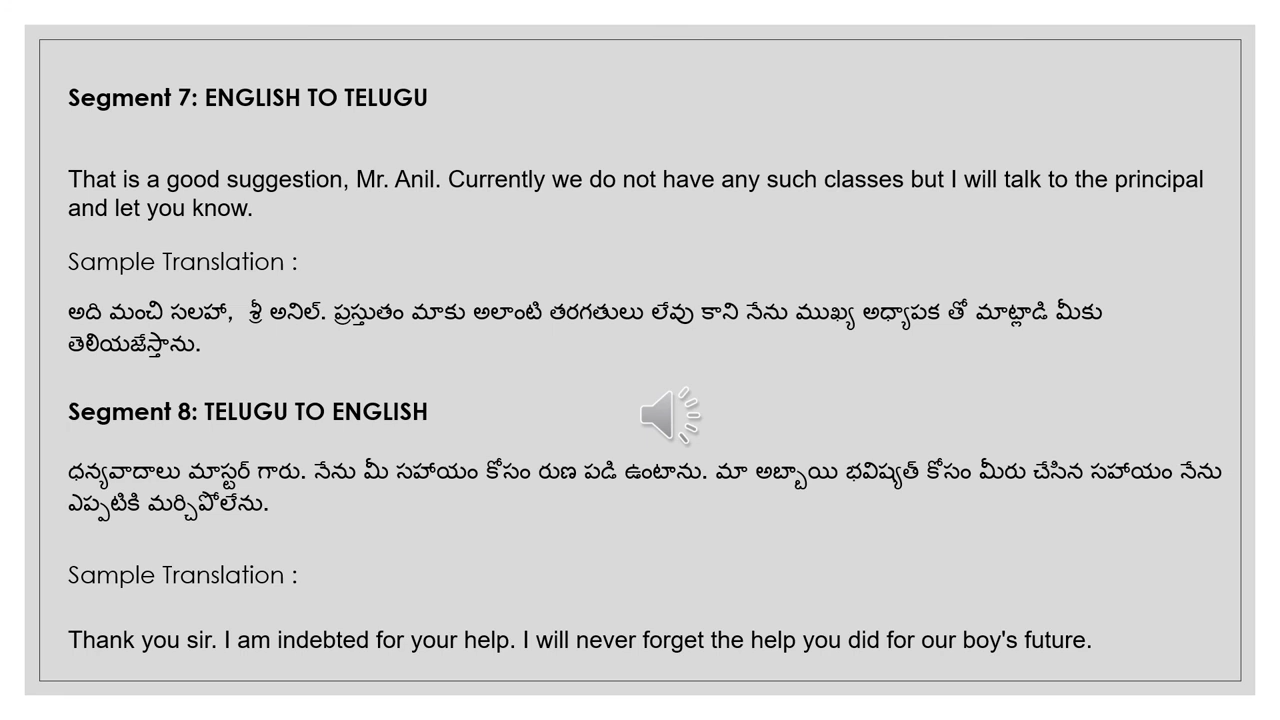 Segment 7: ENGLISH TO TELUGU
That is a good suggestion, Mr. Anil. Currently we do not have any such classes but I will talk to the principal
and let you know.
Sample Translation :
అది మంచి సలహా,  శ్రీ అనిల్. ప్రస్తుతం మాకు అలాంటి తరగతులు లేవు కాని నేను ముఖ్య అధ్యాపక తో మాట్లాడి మీకు
తెలియజేస్తాను.
Segment 8: TELUGU TO ENGLISH
ధన్యవాదాలు మాస్టర్ గారు. నేను మీ సహాయం కోసం రుణ పడి ఉంటాను. మా అబ్బాయి భవిష్యత్ కోసం మీరు చేసిన సహాయం నేను
ఎప్పటికి మర్చిపోలేను.
Sample Translation :
Thank you sir. I am indebted for your help. I will never forget the help you did for our boy's future.